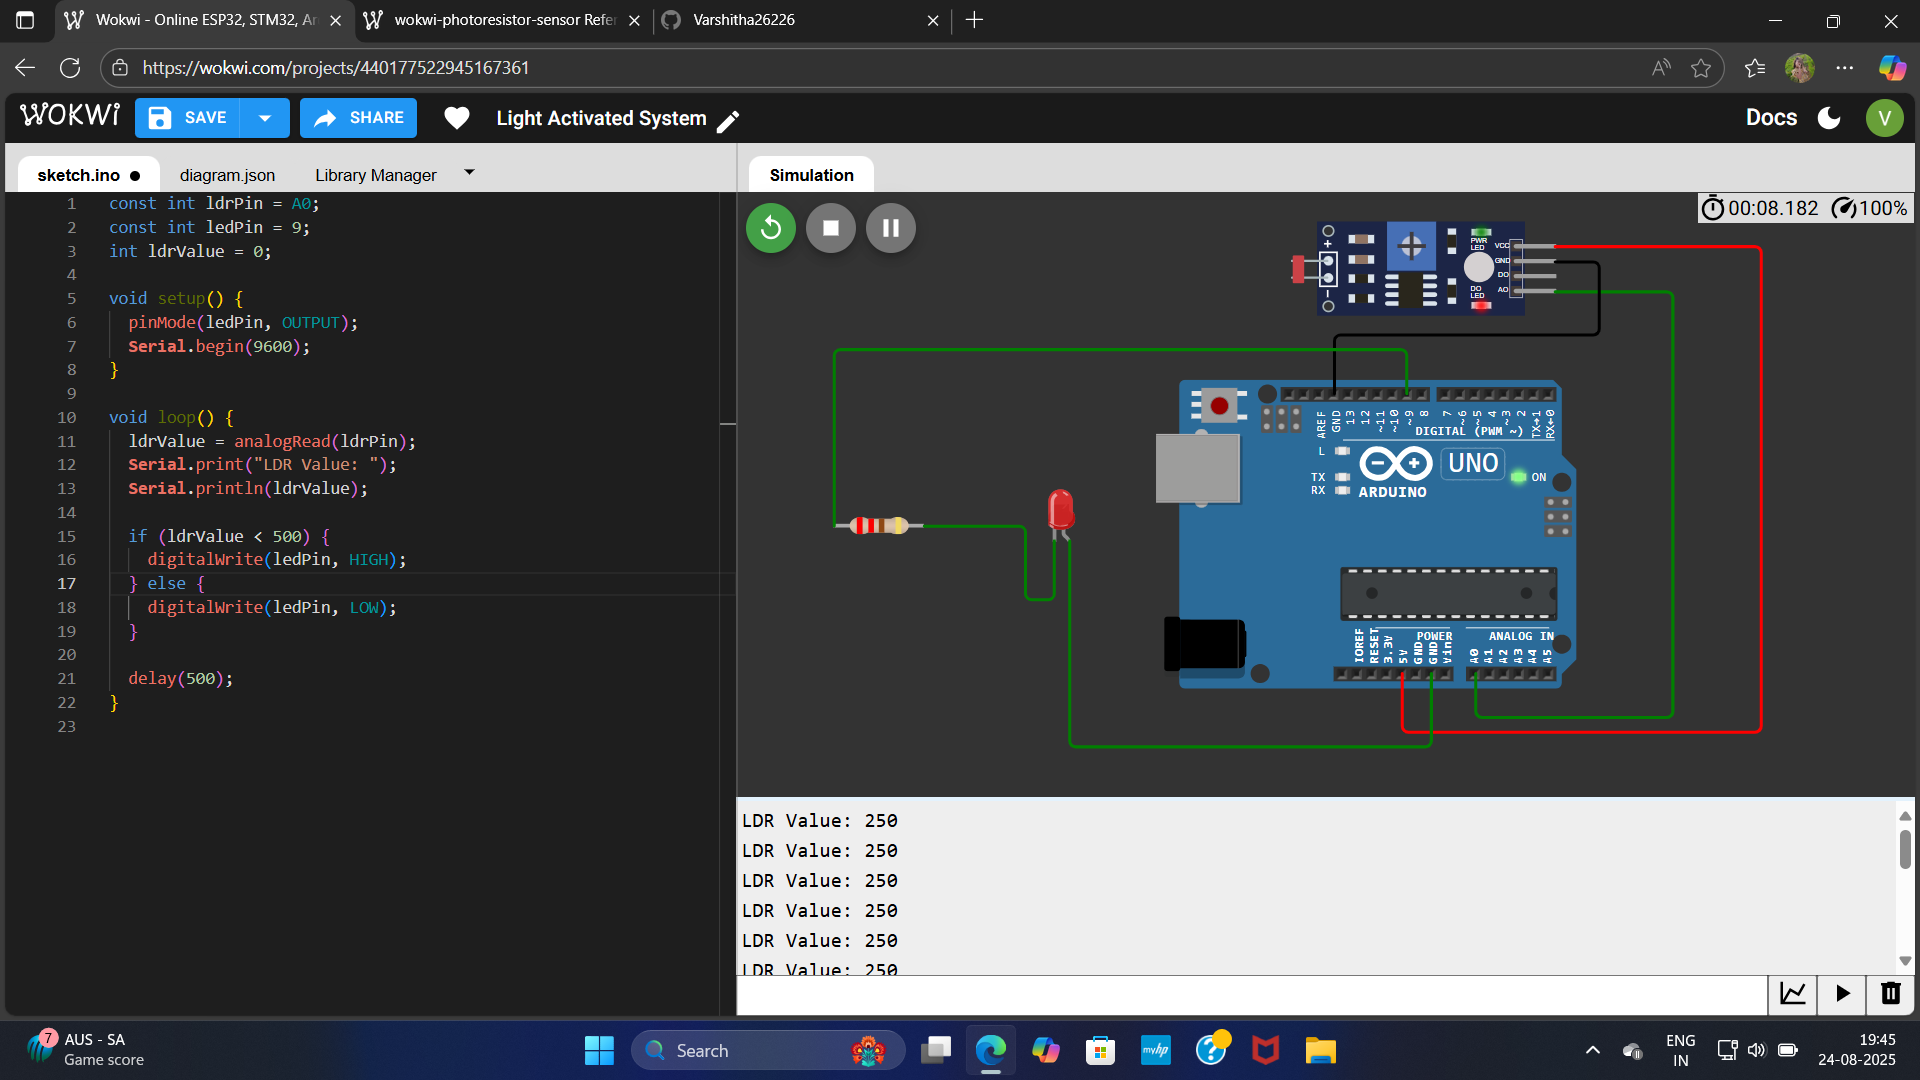 Wokwi - Online ESP32, STM32, Ar
wokwi-photoresistor-sensor Refe
Varshitha26226
https://wokwi.com/projects/440177522945167361
WOKWi
SAVE
SHARE
Light Activated System
Docs
V
sketch.ino
diagram.json
Library Manager
Simulation
1 const int ldrPin = A0;
2 const int ledPin = 9;
3 int ldrValue = 0;
4
5 void setup() {
6 pinMode(ledPin, OUTPUT);
7 Serial.begin(9600);
8 }
9
10 void loop() {
11 ldrValue = analogRead(ldrPin);
12 Serial.print("LDR Value: ");
13 Serial.println(ldrValue);
14
15 if (ldrValue < 500) {
16 digitalWrite(ledPin, HIGH);
17 } else {
18 digitalWrite(ledPin, LOW);
19 }
20
21 delay(500);
22 }
23
00:08.182
100%
+
PWR
LED
VCC
GND
DO
AO
DO
LED
AREF
GND
13
12
~11
~10
~9
8
7
~6
~5
4
~3
2
TX→1
RX←0
DIGITAL (PWM ~)
L
TX
RX
UNO
ARDUINO
ON
IOREF
RESET
3.3V
5V
GND
GND
Vin
POWER
ANALOG IN
A0
A1
A2
A3
A4
A5
LDR Value: 250
LDR Value: 250
LDR Value: 250
LDR Value: 250
LDR Value: 250
LDR Value: 250
7
AUS - SA
Game score
Search
myhp
ENG
IN
19:45
24-08-2025